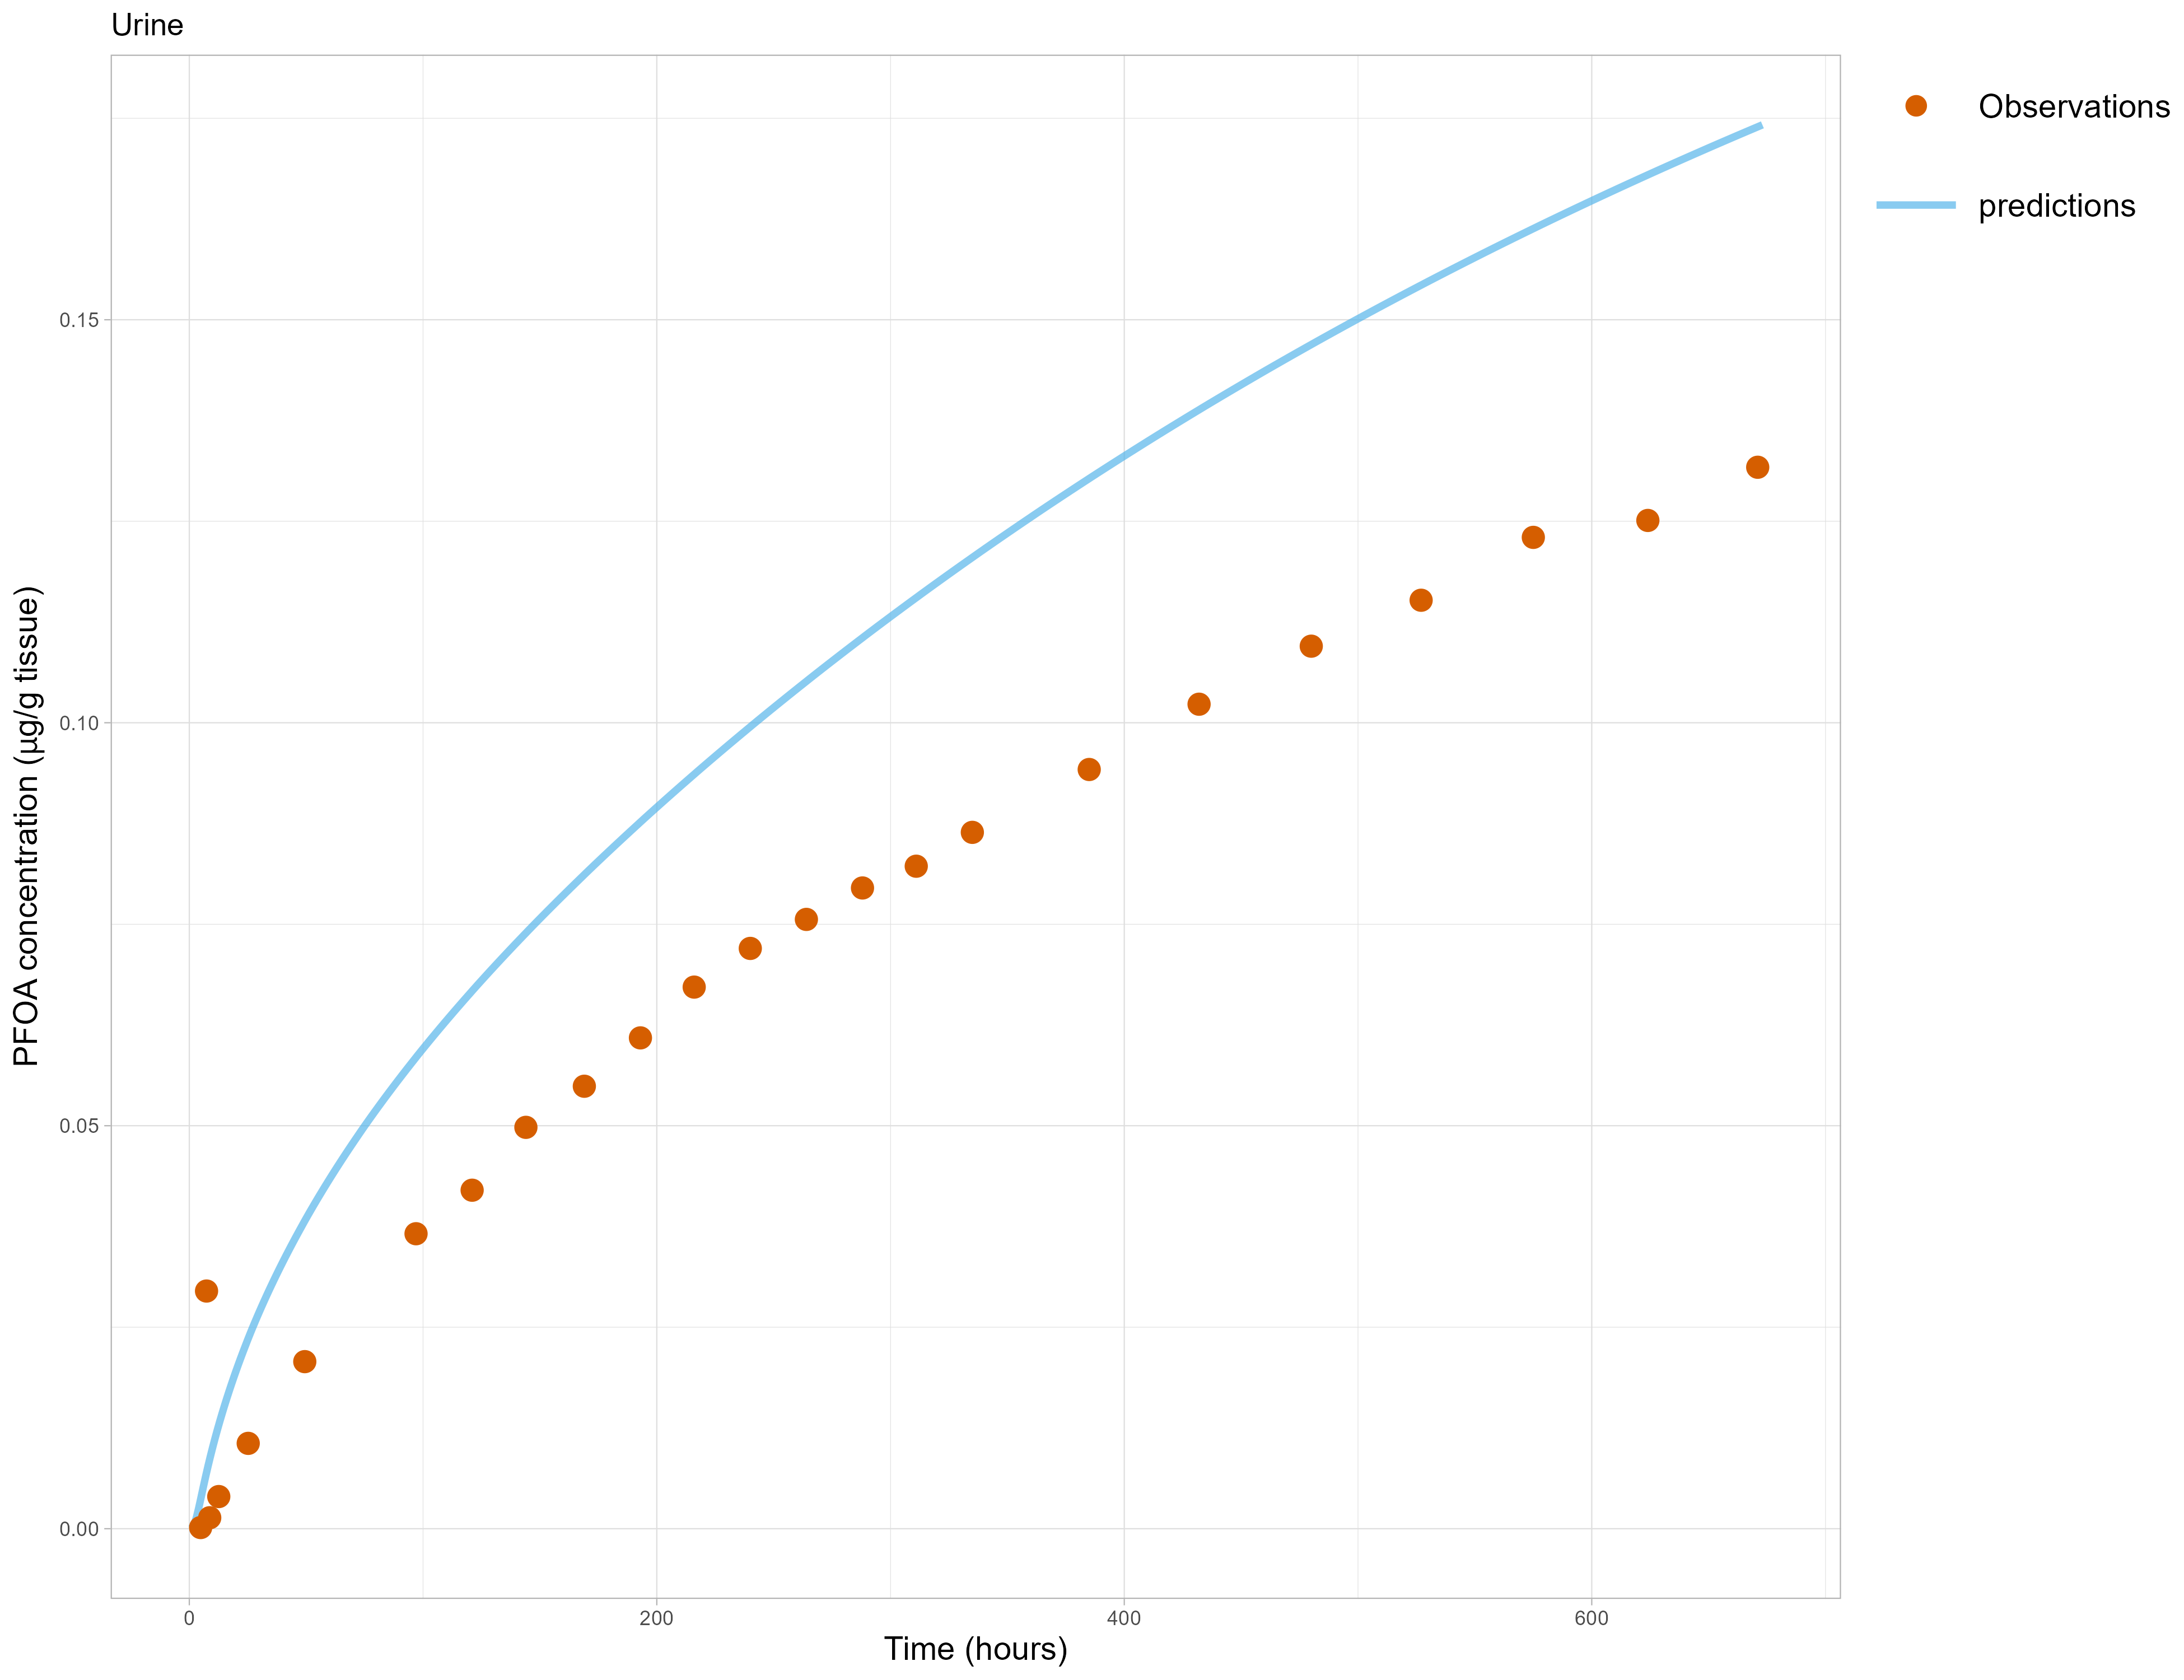 Urine
Observations
predictions
PFOA concentration (µg/g tissue)
0.15
0.10
0.05
0.00
0 200 400 600
Time (hours)